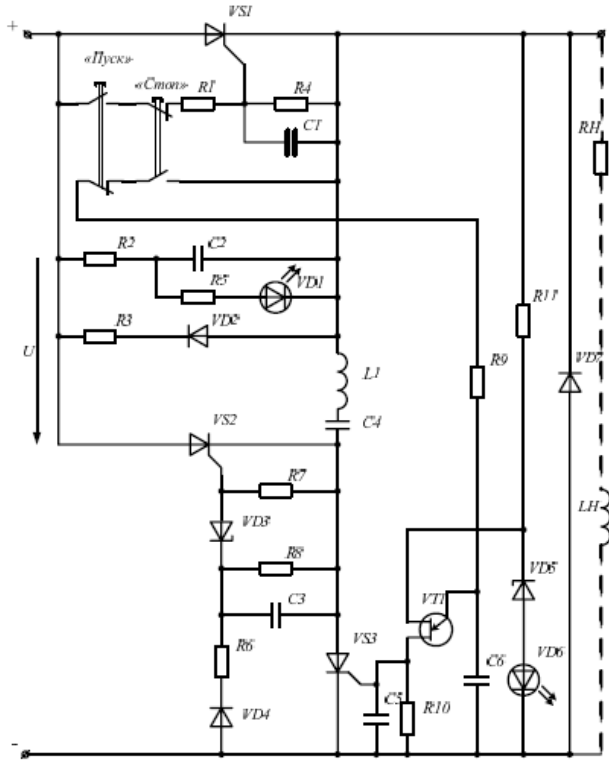 +
VS1
«Пуск»
«Стоп»
R1
R4
C1
RH
R2
C2
R5
VD1
R11
R3
VD2
VD7
R9
U
L1
C4
VS2
R7
LH
VD3
R8
VD5
VT1
C3
VS3
R6
C6
VD6
C5
R10
VD4
-